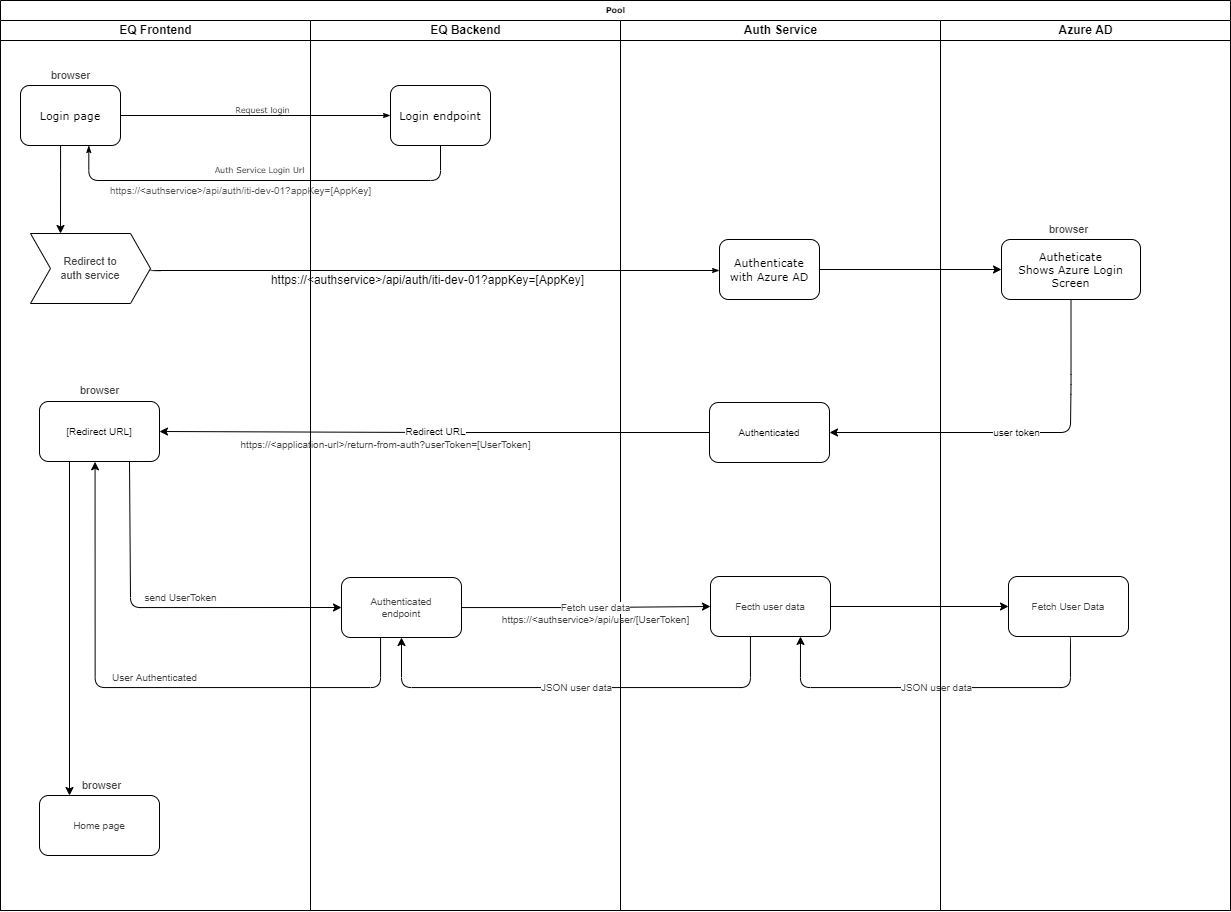 Pool
EQ Frontend
EQ Backend
Auth Service
Azure AD
browser
Login page
Request login
Login endpoint
Auth Service Login Url
https://<authservice>/api/auth/iti-dev-01?appKey=[AppKey]
Redirect to
auth service
https://<authservice>/api/auth/iti-dev-01?appKey=[AppKey]
Authenticate
with Azure AD
browser
Autheticate
Shows Azure Login
Screen
browser
[Redirect URL]
Redirect URL
https://<application-url>/return-from-auth?userToken=[UserToken]
Authenticated
user token
send UserToken
Authenticated
endpoint
Fetch user data
https://<authservice>/api/user/[UserToken]
Fecth user data
Fetch User Data
User Authenticated
JSON user data
JSON user data
browser
Home page